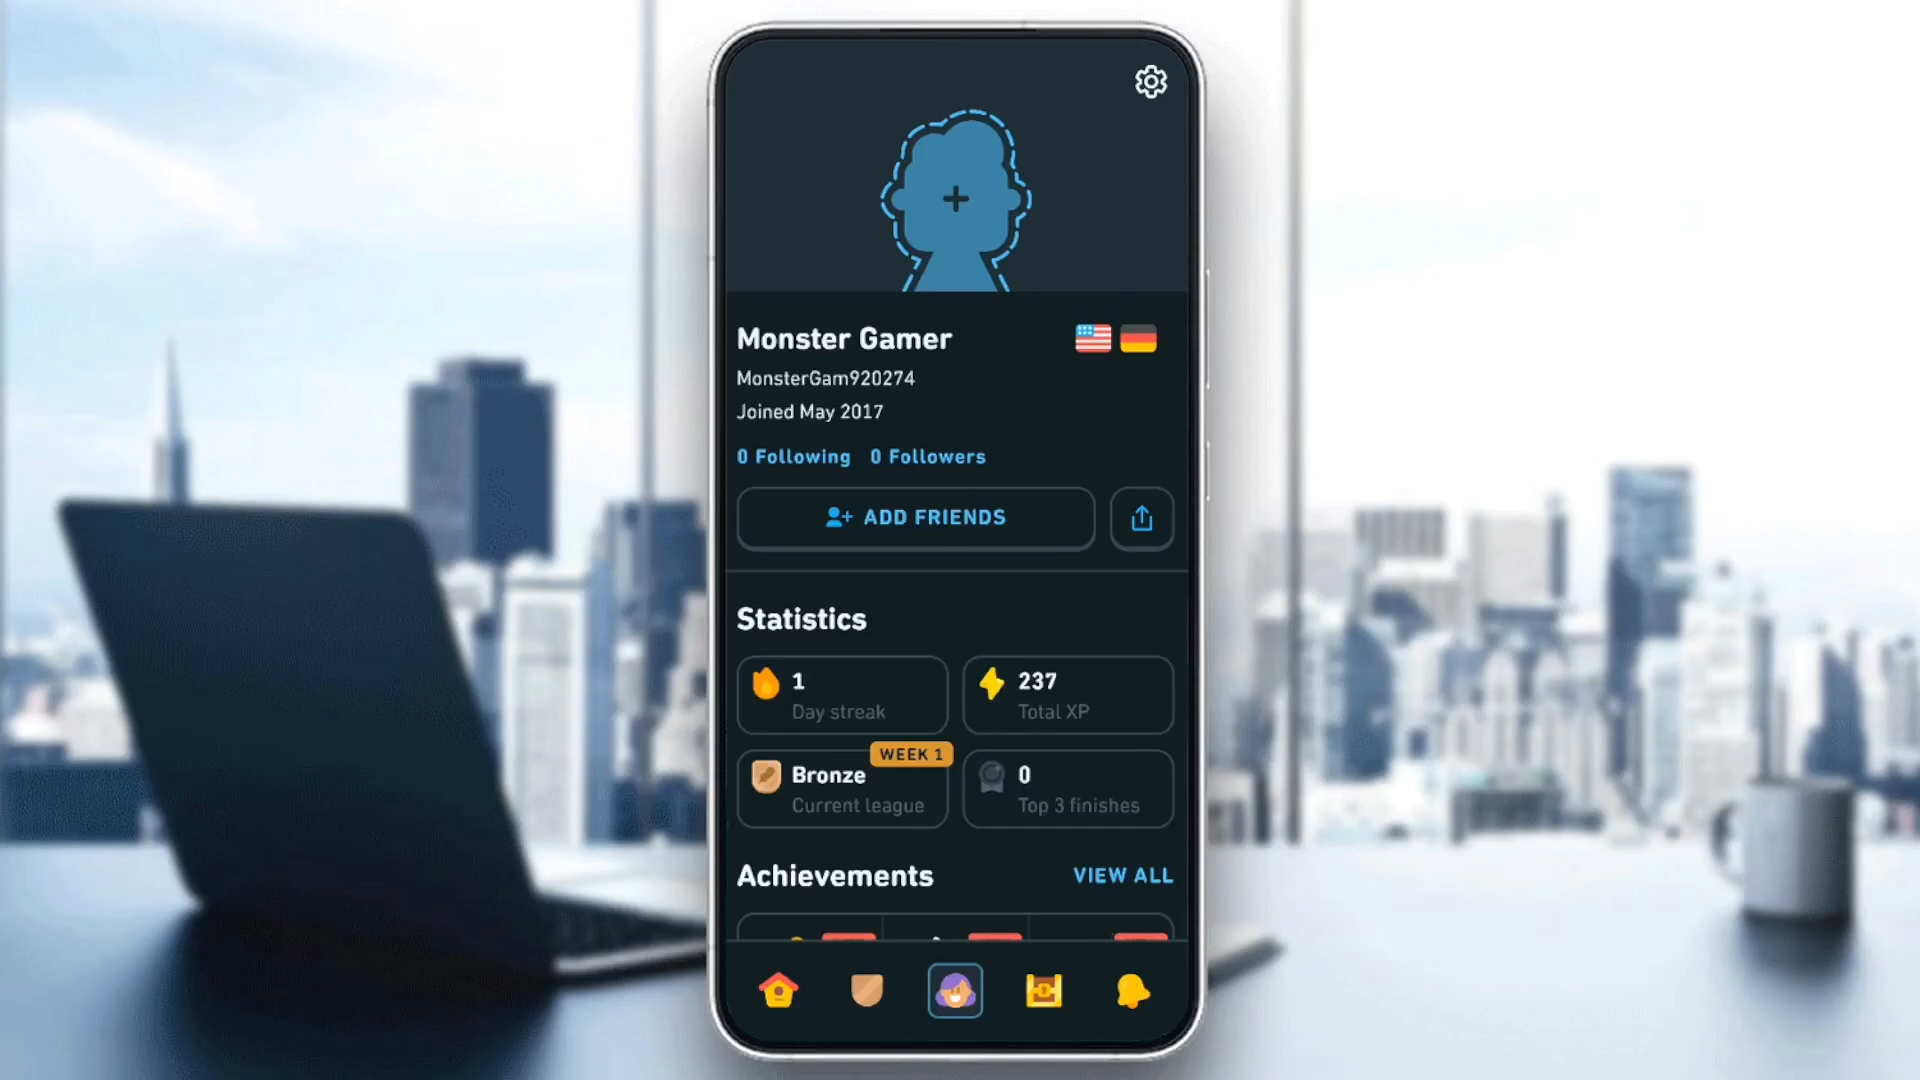 Monster Gamer
MonsterGam920274
Joined May 2017
0 Following 0 Followers
ADD FRIENDS
Statistics
1
Day streak
237
Total XP
WEEK 1
Bronze
Current league
0
Top 3 finishes
Achievements VIEW ALL